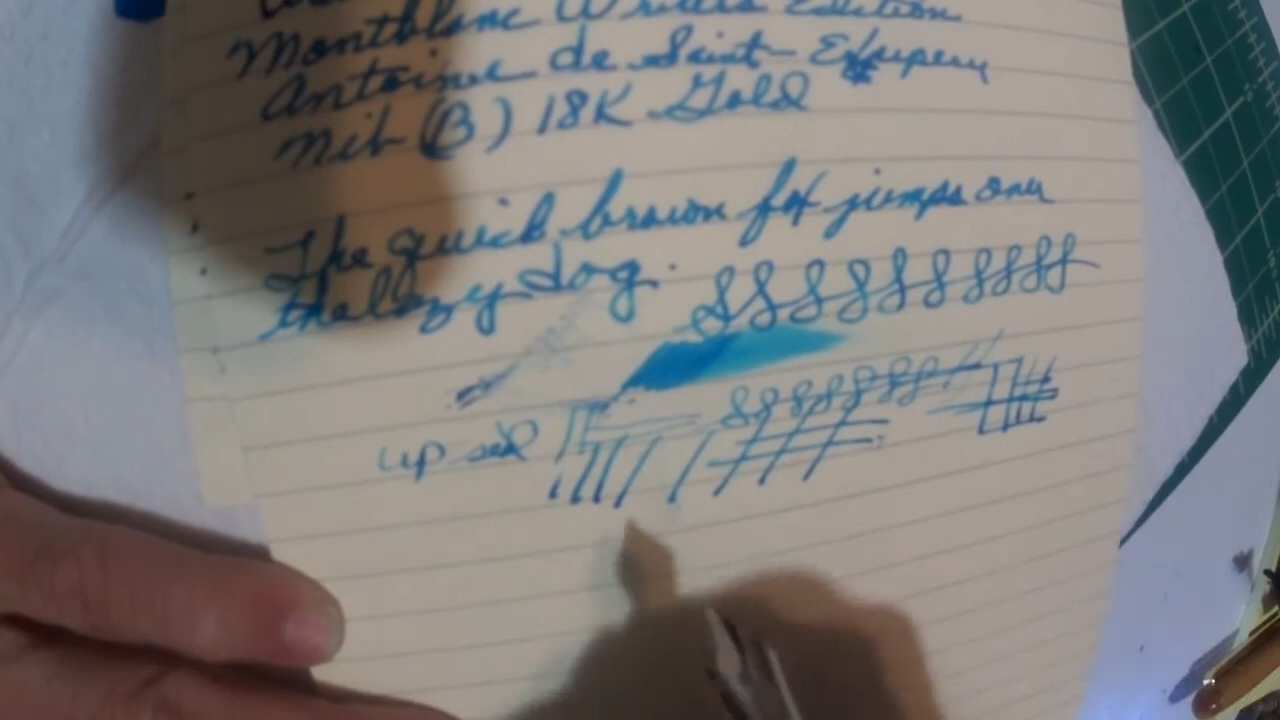 Montblanc Writers Edition
Antoine de Saint-Exupery
Nib (B) 18K Gold
The quick brown fox jumps over
the lazy dog.
up sid